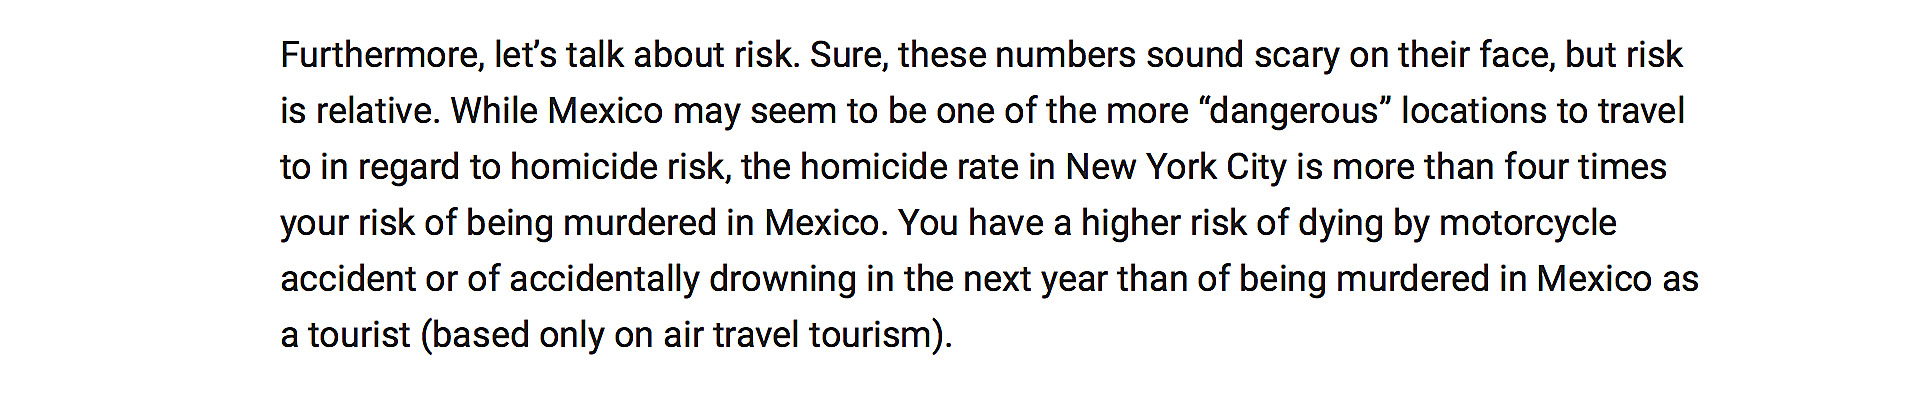 Furthermore, let’s talk about risk. Sure, these numbers sound scary on their face, but risk
is relative. While Mexico may seem to be one of the more “dangerous” locations to travel
to in regard to homicide risk, the homicide rate in New York City is more than four times
your risk of being murdered in Mexico. You have a higher risk of dying by motorcycle
accident or of accidentally drowning in the next year than of being murdered in Mexico as
a tourist (based only on air travel tourism).